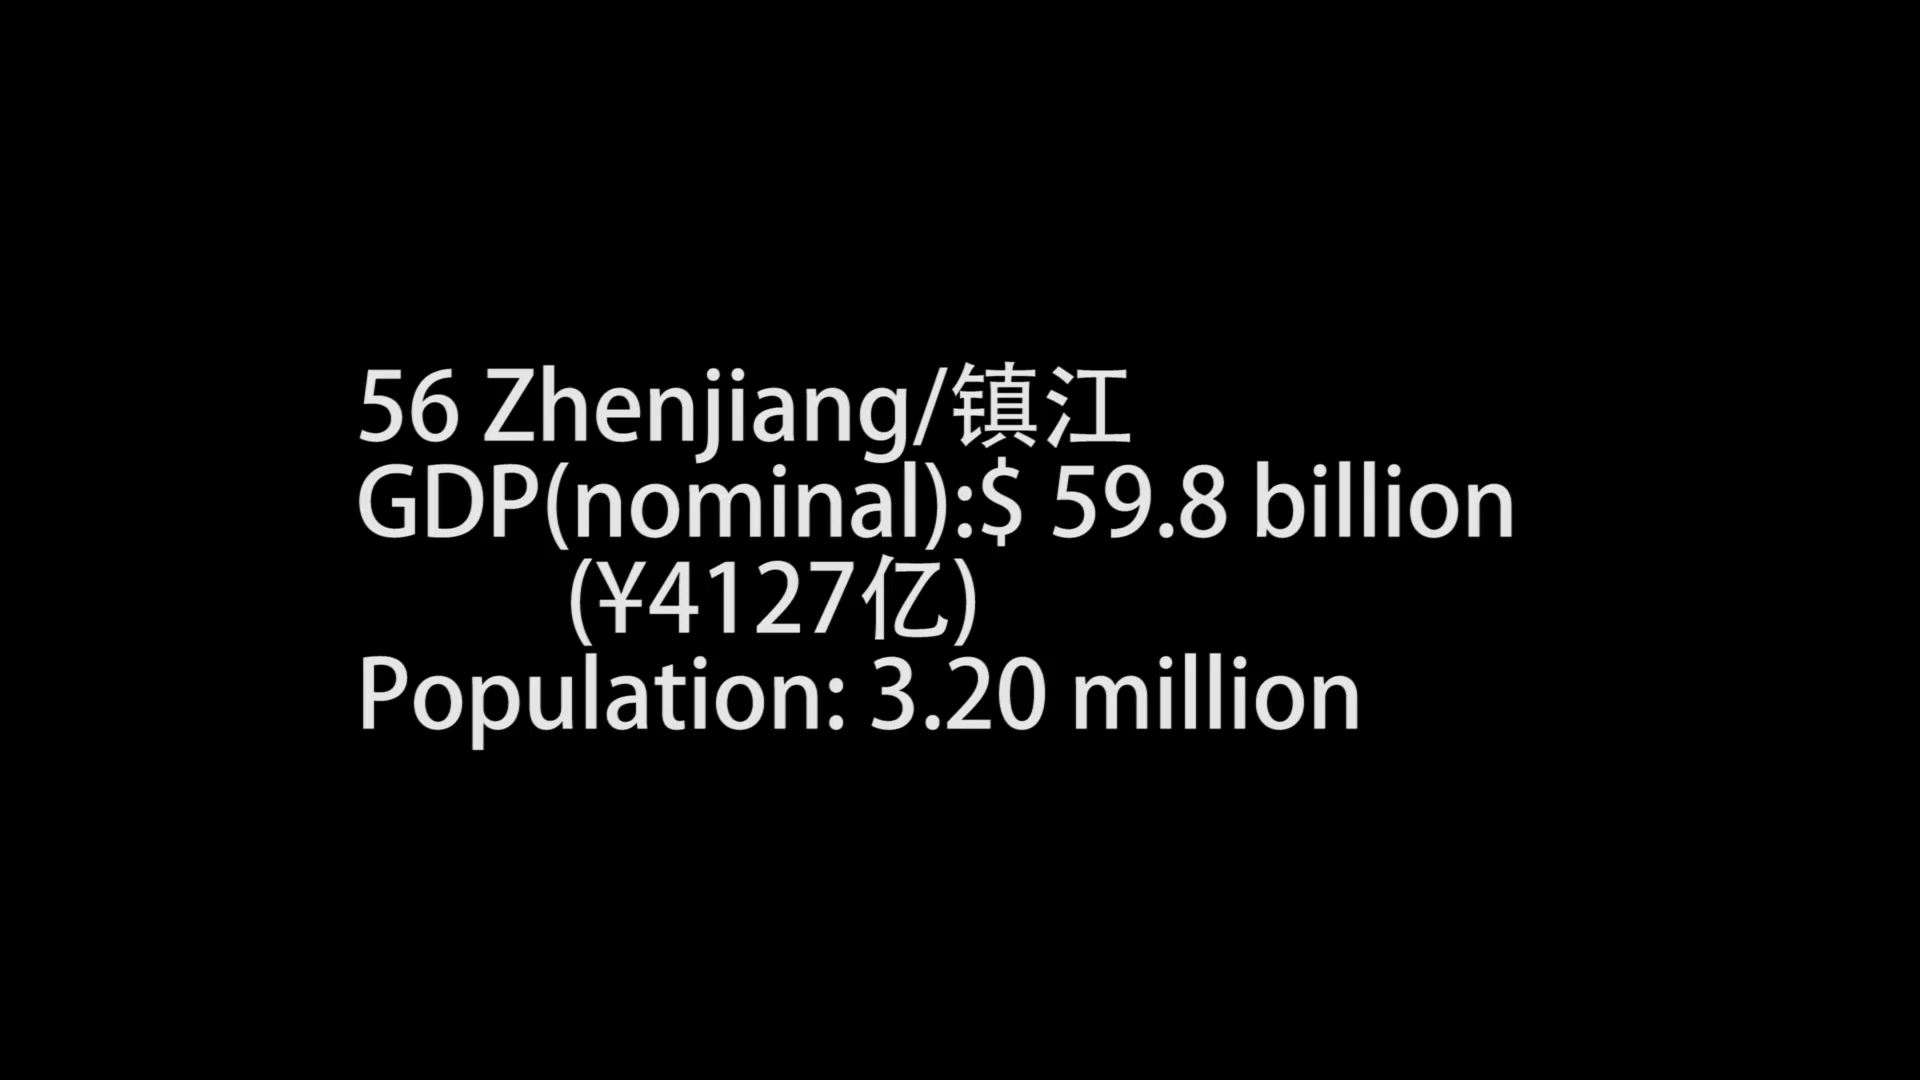 56 Zhenjiang/镇江
GDP(nominal):$ 59.8 billion
(¥4127亿)
Population: 3.20 million